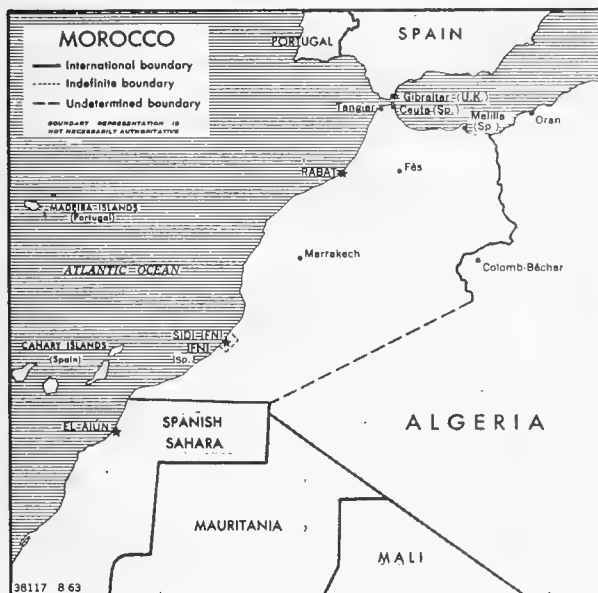 MOROCCO
International boundary
Indefinite boundary
Undetermined boundary
BOUNDARY REPRESENTATION IS
NOT NECESSARILY AUTHORITATIVE
PORTUGAL
SPAIN
Gibraltar (U.K.)
Tangier
Ceuta (Sp.)
Melilla
(Sp.)
Oran
RABAT
Fès
MADEIRA ISLANDS
(Portugal)
Marrakech
Colomb-Béchar
ATLANTIC OCEAN
SIDI IFNI
IFNI
(Sp.)
CANARY ISLANDS
(Spain)
EL AIÚN
SPANISH
SAHARA
ALGERIA
MAURITANIA
MALI
38117 8 63